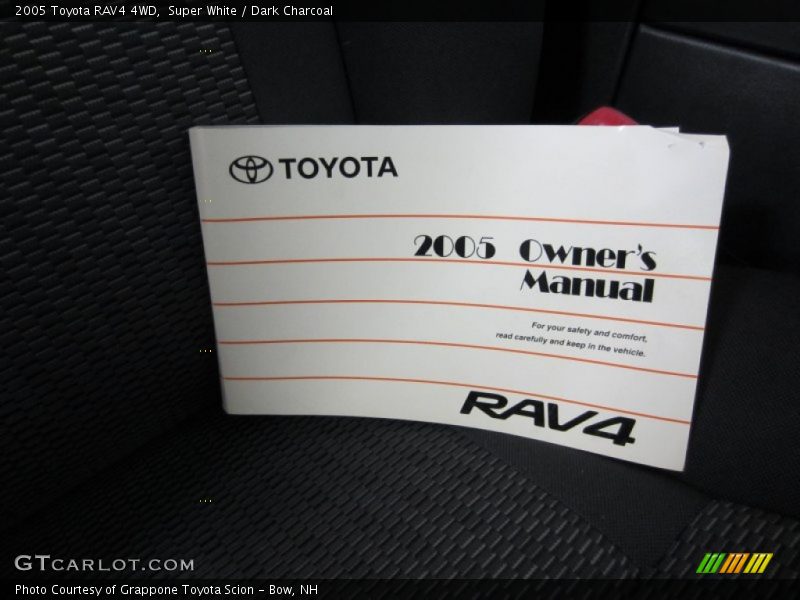 2005 Toyota RAV4 4WD,  Super White / Dark Charcoal
TOYOTA
2005 Owner's
Manual
For your safety and comfort,
read carefully and keep in the vehicle.
RAV4
GTCARLOT.COM
Photo Courtesy of Grappone Toyota Scion - Bow, NH